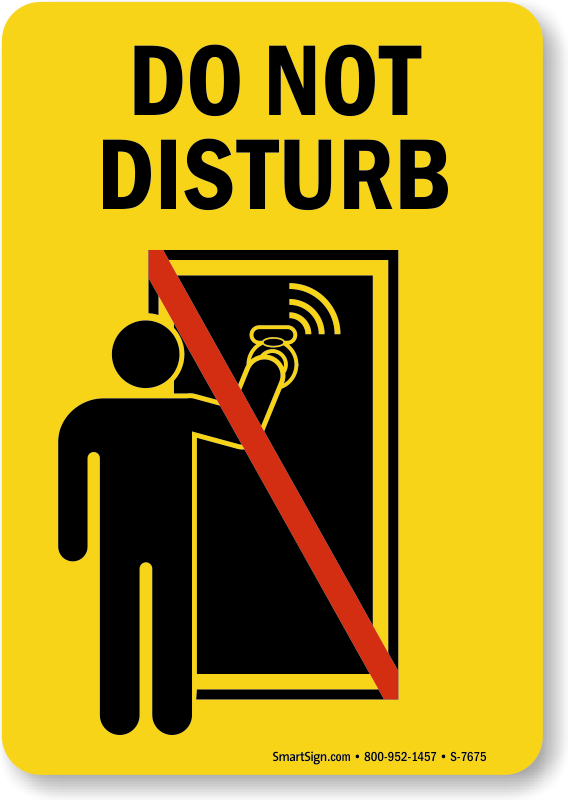 DO NOT
DISTURB
SmartSign.com • 800-952-1457 • S-7675